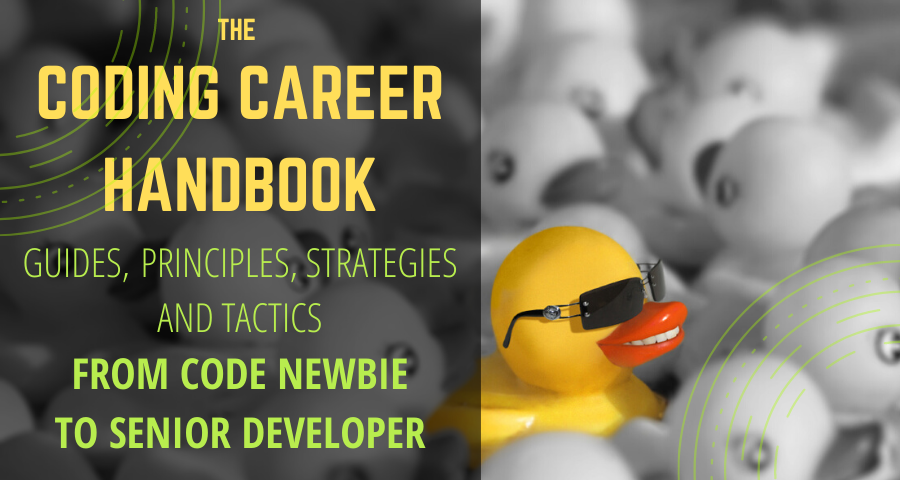 THE
CODING CAREER
HANDBOOK
GUIDES, PRINCIPLES, STRATEGIES
AND TACTICS
FROM CODE NEWBIE
TO SENIOR DEVELOPER